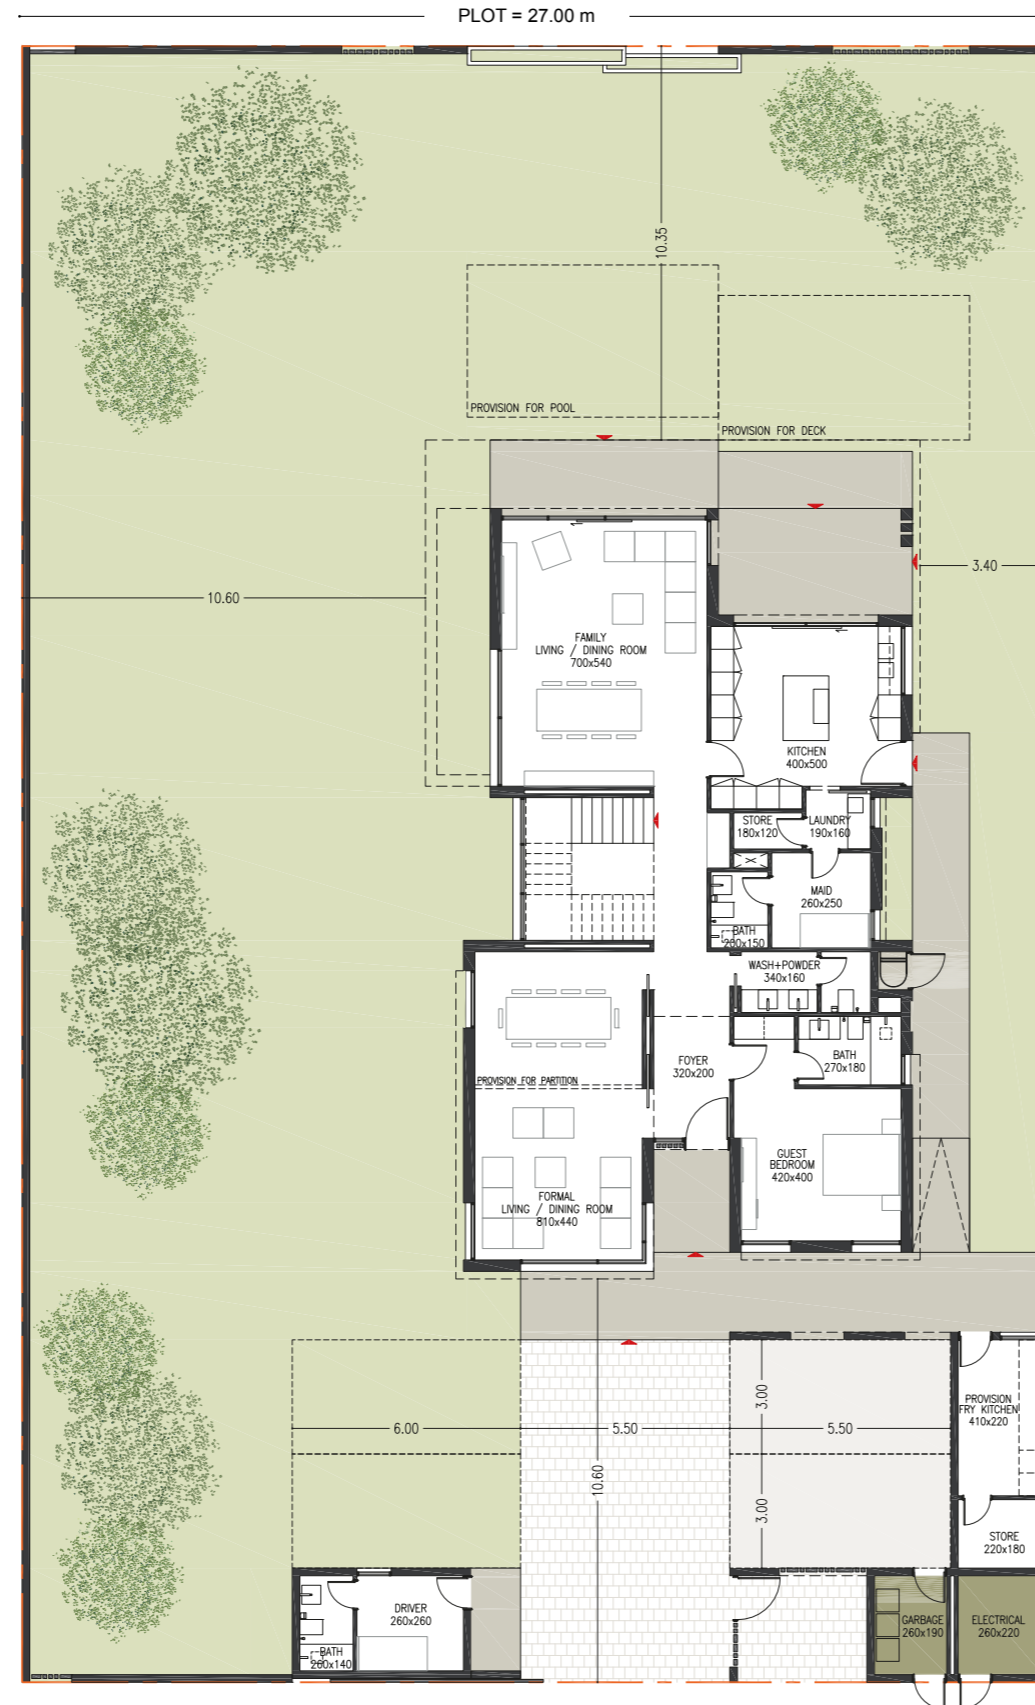 PLOT = 27.00 m
10.35
PROVISION FOR POOL
PROVISION FOR DECK
3.40
10.60
FAMILY
LIVING / DINING ROOM
700x540
KITCHEN
400x500
STORE
180x120
LAUNDRY
190x160
MAID
260x250
BATH
260x150
WASH+POWDER
340x160
BATH
270x180
FOYER
320x200
PROVISION FOR PARTITION
GUEST
BEDROOM
420x400
FORMAL
LIVING / DINING ROOM
810x440
6.00
5.50
5.50
3.00
3.00
10.60
PROVISION
FRY KITCHEN
410x220
STORE
220x180
DRIVER
260x260
BATH
260x140
GARBAGE
260x190
ELECTRICAL
260x220